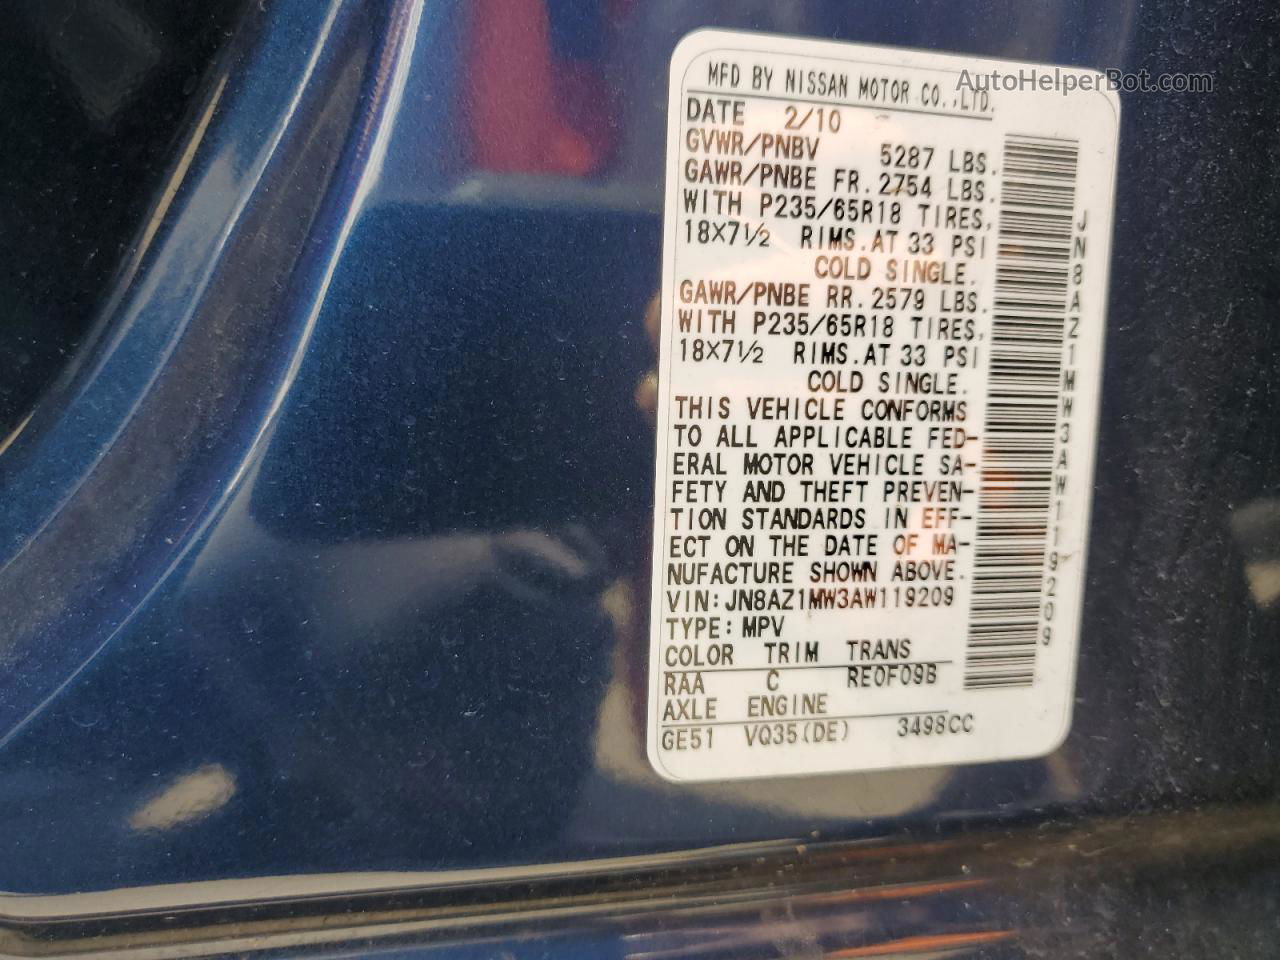 AutoHelperBot.com
MFD BY NISSAN MOTOR CO.,LTD.
DATE 2/10
GVWR/PNBV 5287 LBS.
GAWR/PNBE FR. 2754 LBS.
WITH P235/65R18 TIRES,
18X7½ RIMS.AT 33 PSI
COLD SINGLE.
GAWR/PNBE RR. 2579 LBS.
WITH P235/65R18 TIRES,
18X7½ RIMS.AT 33 PSI
COLD SINGLE.
THIS VEHICLE CONFORMS
TO ALL APPLICABLE FED-
ERAL MOTOR VEHICLE SA-
FETY AND THEFT PREVEN-
TION STANDARDS IN EFF-
ECT ON THE DATE OF MA-
NUFACTURE SHOWN ABOVE.
VIN:JN8AZ1MW3AW119209
TYPE:MPV
COLOR TRIM TRANS
RAA C RE0F09B
AXLE ENGINE
GE51 VQ35(DE) 3498CC
JN8AZ1MW3AW119209